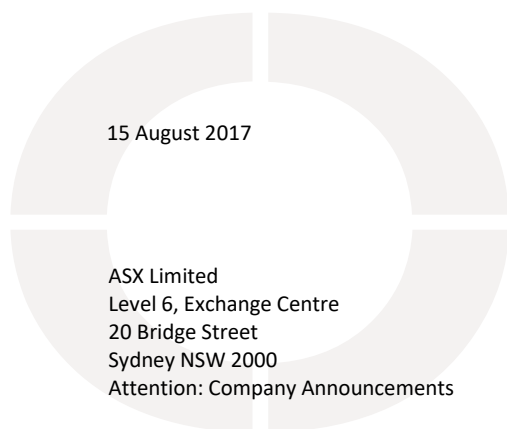 15 August 2017
ASX Limited
Level 6, Exchange Centre
20 Bridge Street
Sydney NSW 2000
Attention: Company Announcements